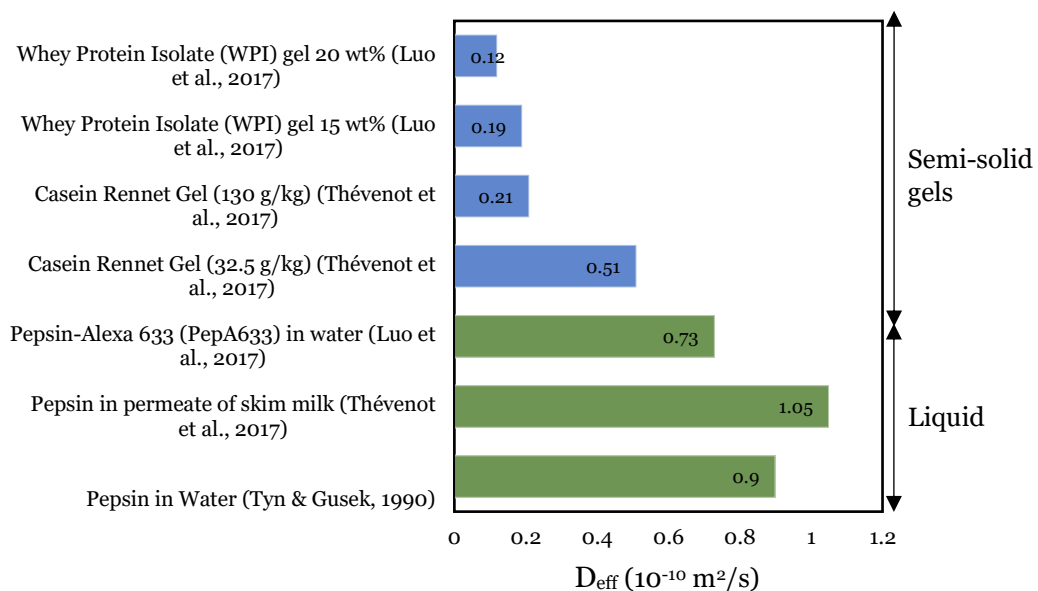 Whey Protein Isolate (WPI) gel 20 wt% (Luo
et al., 2017)
0.12
Whey Protein Isolate (WPI) gel 15 wt% (Luo
et al., 2017)
0.19
Casein Rennet Gel (130 g/kg) (Thévenot et
al., 2017)
0.21
Casein Rennet Gel (32.5 g/kg) (Thévenot et
al., 2017)
0.51
Semi-solid
gels
Pepsin-Alexa 633 (PepA633) in water (Luo et
al., 2017)
0.73
Pepsin in permeate of skim milk (Thévenot
et al., 2017)
1.05
Liquid
Pepsin in Water (Tyn & Gusek, 1990)
0.9
0 0.2 0.4 0.6 0.8 1 1.2
Deff (10⁻¹⁰ m²/s)